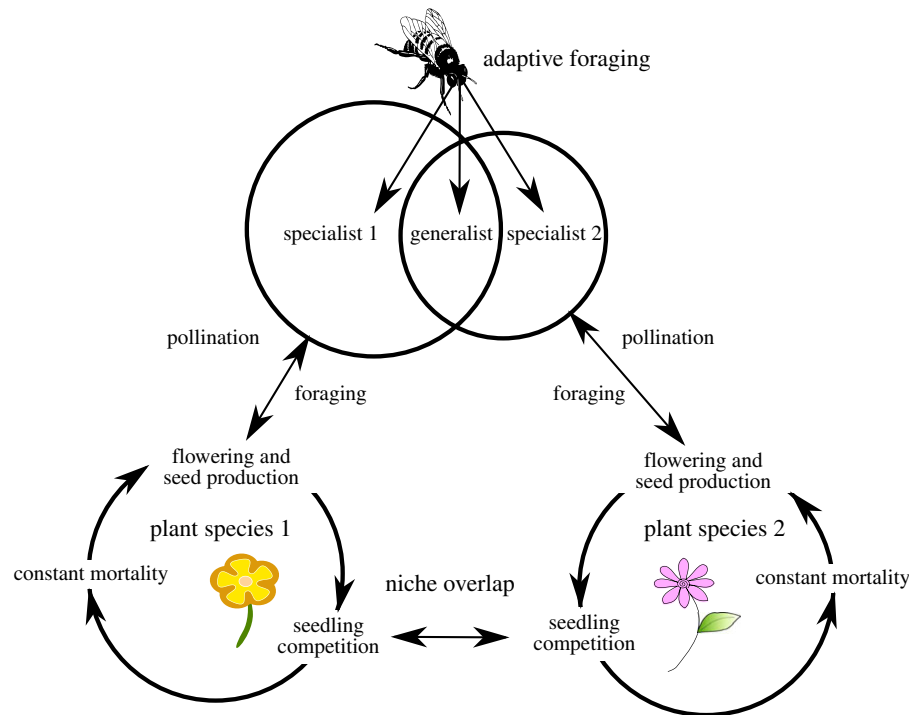 adaptive foraging
specialist 1
generalist
specialist 2
pollination
foraging
pollination
foraging
flowering and
seed production
plant species 1
constant mortality
seedling
competition
niche overlap
flowering and
seed production
plant species 2
constant mortality
seedling
competition